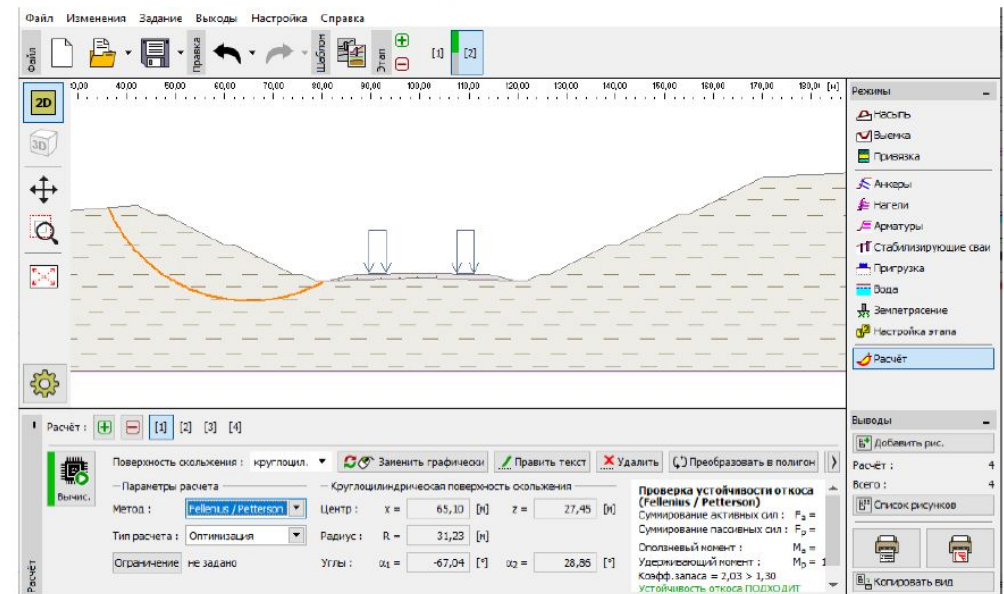 Файл Изменения Задание Выходы Настройка Справка
Файл
Правка
Шаблон
Этап
[1] [2]
40,00 50,00 60,00 70,00 80,00 90,00 100,00 110,00 120,00 130,00 140,00 150,00 160,00 170,00 180,0 [м]
2D
3D
Режимы
Насыпь
Выемка
Привязка
Анкеры
Нагели
Арматуры
Стабилизирующие сваи
Пригрузка
Вода
Землетрясение
Настройка этапа
Расчёт
Расчёт : [1] [2] [3] [4]
Вычис.
Поверхность скольжения : круглоцил. Заменить графически Править текст Удалить Преобразовать в полигон
Параметры расчета
Метод : Fellenius / Petterson
Тип расчета : Оптимизация
Ограничение не задано
Круглоцилиндрическая поверхность скольжения
Центр : x = 65,10 [м] z = 27,45 [м]
Радиус : R = 31,23 [м]
Углы : α1 = -67,04 [°] α2 = 28,86 [°]
Проверка устойчивости откоса
(Fellenius / Petterson)
Суммирование активных сил : Fa =
Суммирование пассивных сил : Fp =
Оползневый момент : Ma =
Удерживающий момент : Mp = 1
Коэфф.запаса = 2,03 > 1,30
Устойчивость откоса ПОДХОДИТ
Расчёт
Выводы
Добавить рис.
Расчёт : 4
Всего : 4
Список рисунков
Копировать вид